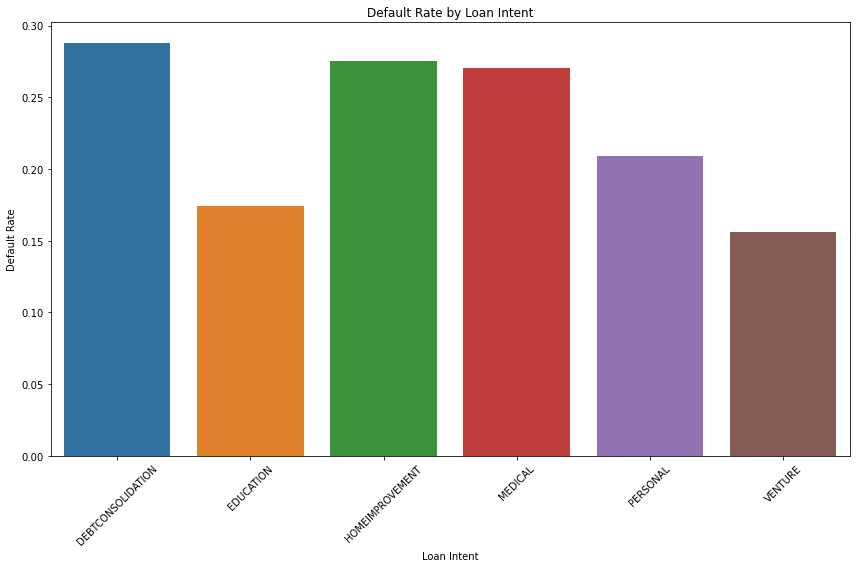 Default Rate by Loan Intent
0.30
0.25
0.20
0.15
0.10
0.05
0.00
Default Rate
DEBTCONSOLIDATION
EDUCATION
HOMEIMPROVEMENT
MEDICAL
PERSONAL
VENTURE
Loan Intent